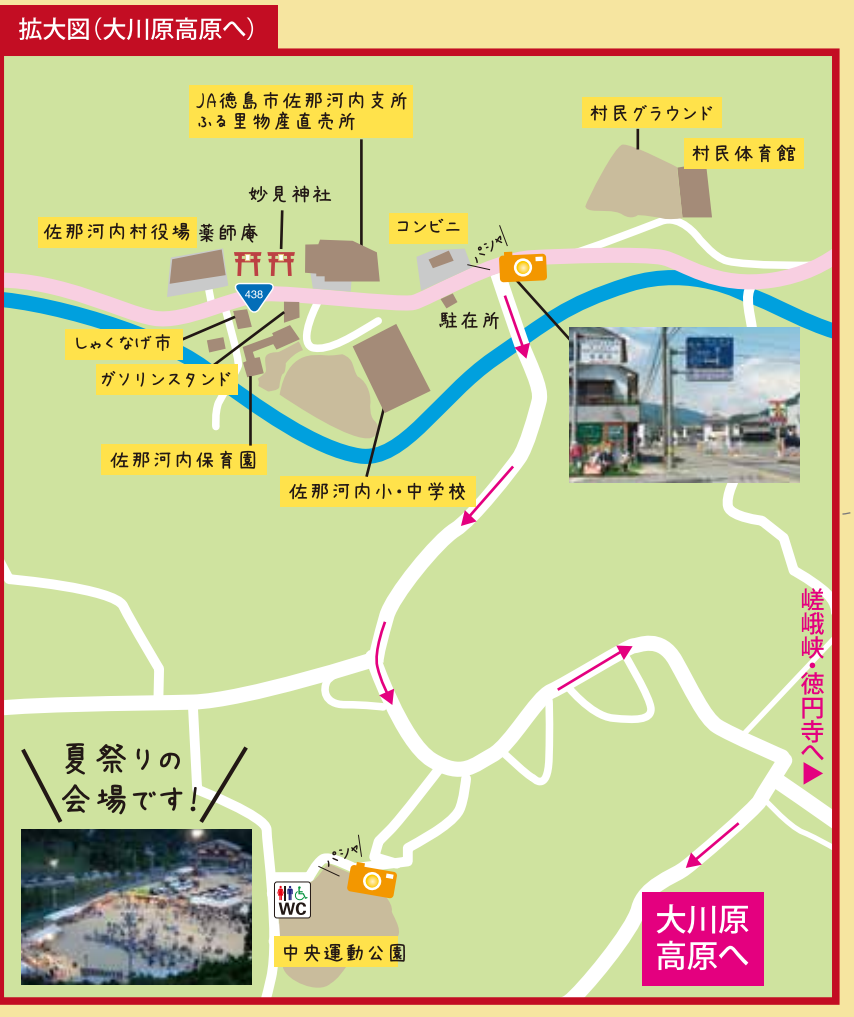 拡大図(大川原高原へ)
JA徳島市佐那河内支所
ふる里物産直売所
村民グラウンド
村民体育館
妙見神社
佐那河内村役場
薬師庵
コンビニ
パシャ
438
駐在所
しゃくなげ市
ガソリンスタンド
佐那河内保育園
佐那河内小・中学校
嵯峨峡・徳円寺へ▶
夏祭りの
会場です!
パシャ
WC
中央運動公園
大川原
高原へ